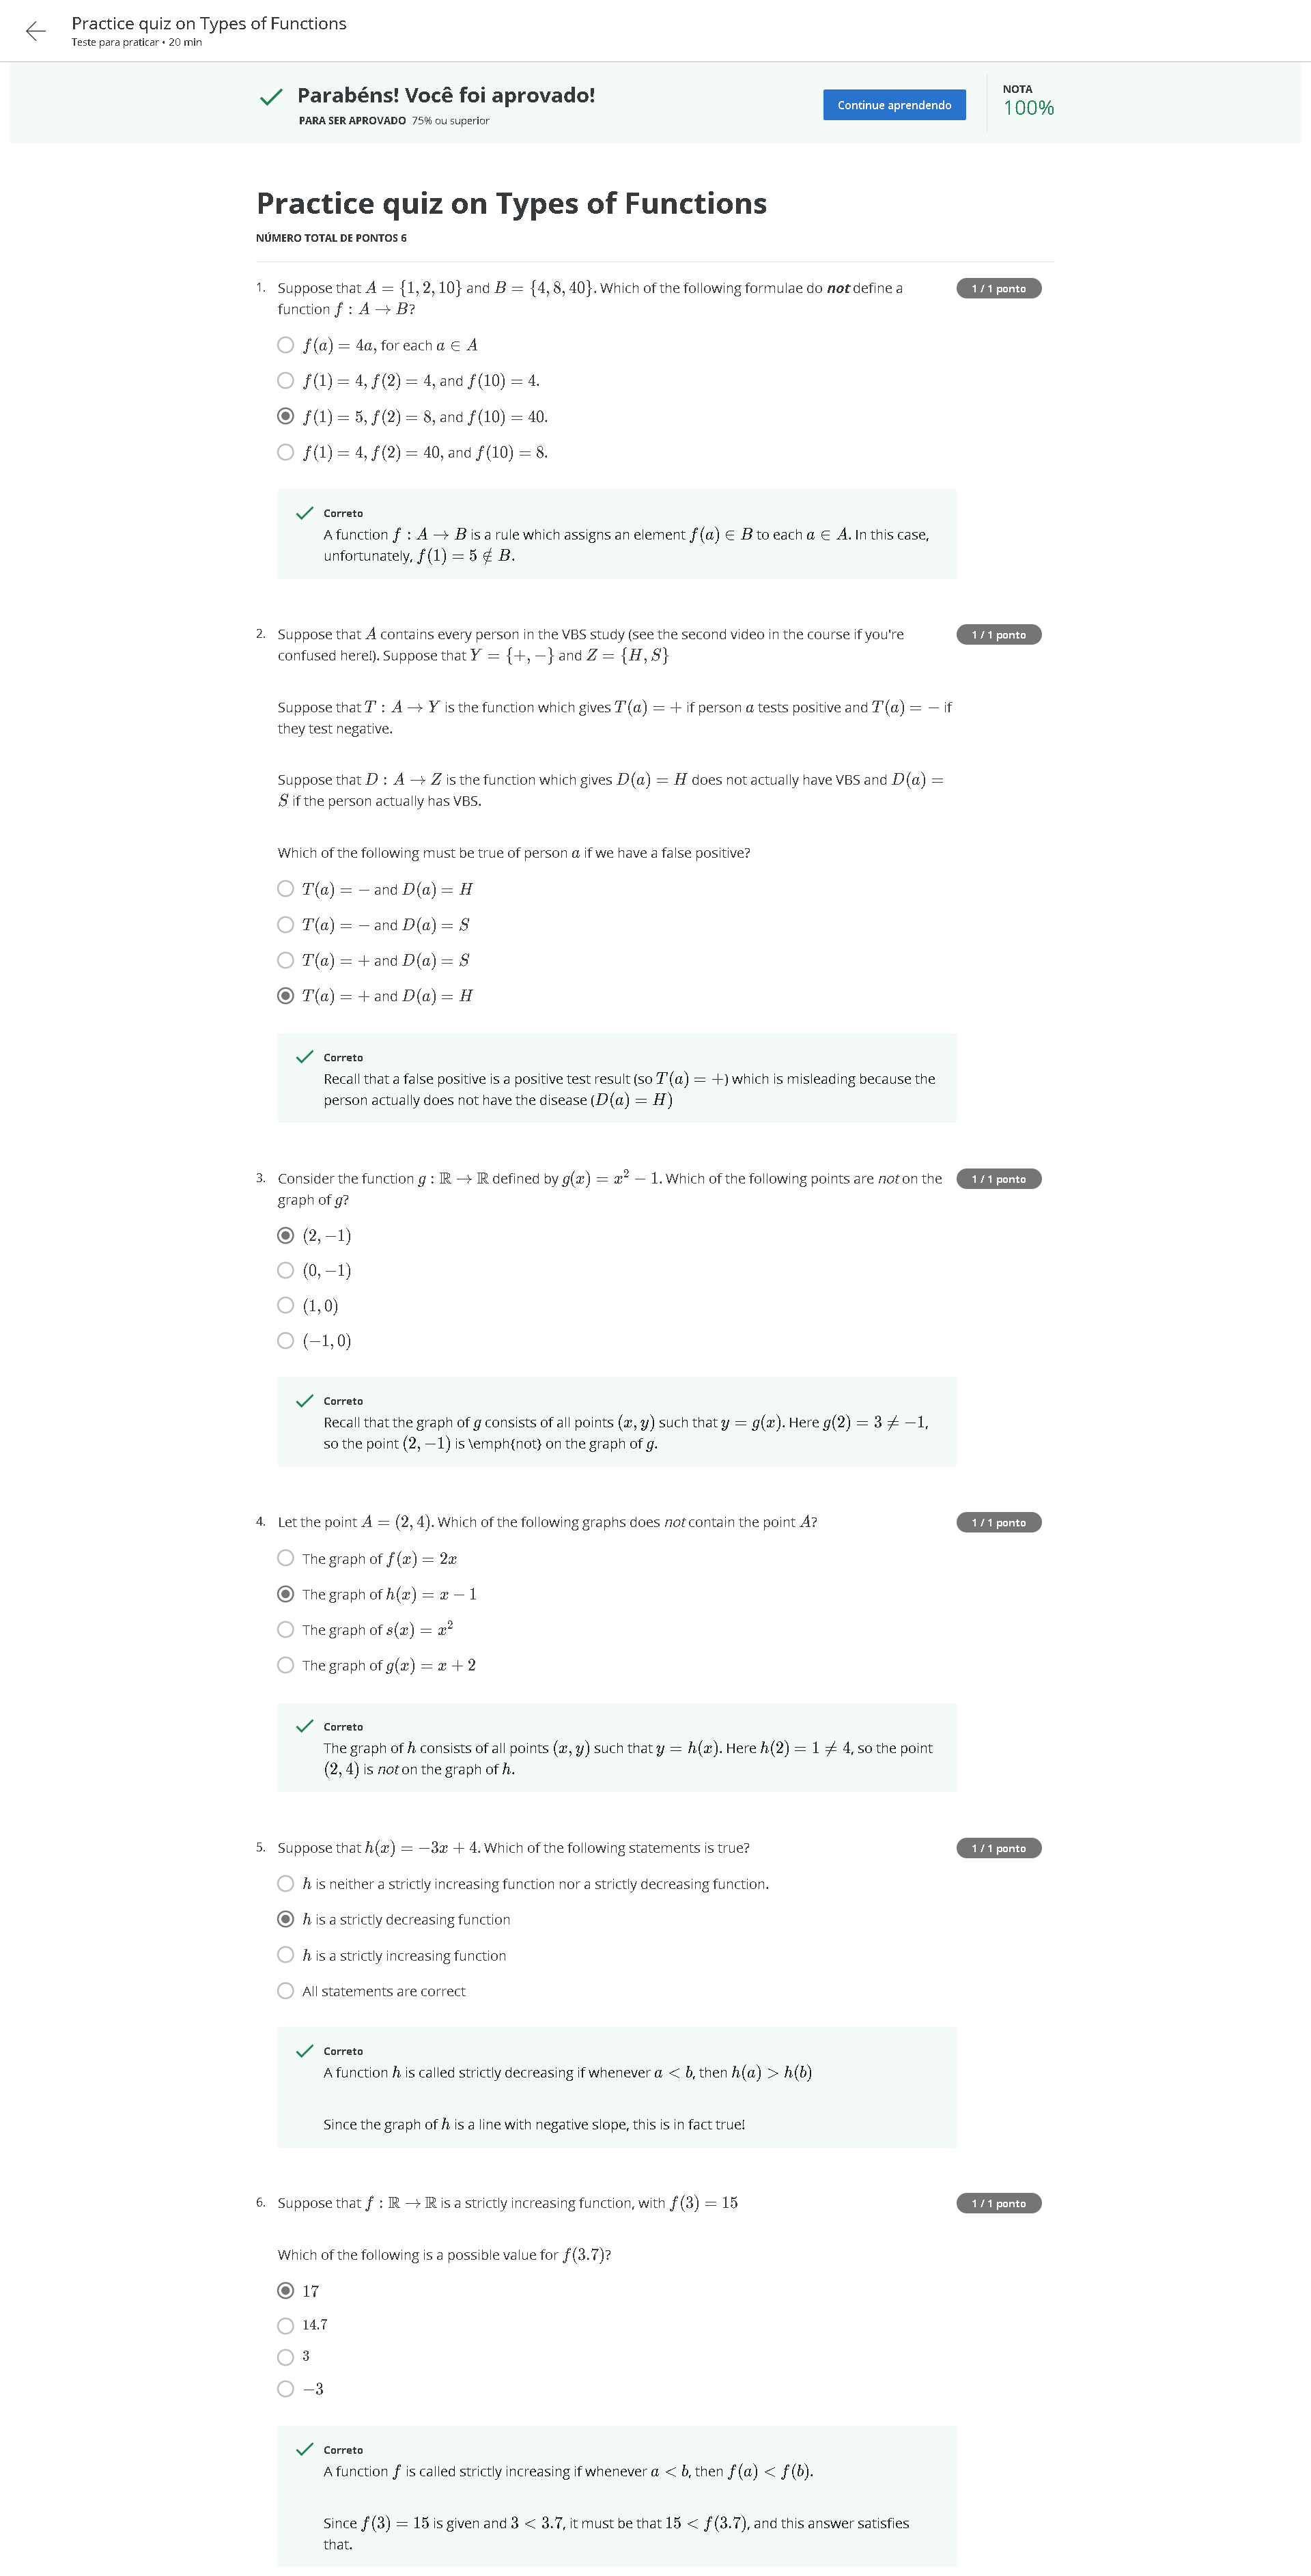 Practice quiz on Types of Functions
Teste para praticar • 20 min
Parabéns! Você foi aprovado!
PARA SER APROVADO 75% ou superior
Continue aprendendo
NOTA
100%
Practice quiz on Types of Functions
NÚMERO TOTAL DE PONTOS 6
1. Suppose that A = {1, 2, 10} and B = {4, 8, 40}. Which of the following formulae do not define a
function f : A → B?
1 / 1 ponto
f(a) = 4a, for each a ∈ A
f(1) = 4, f(2) = 4, and f(10) = 4.
f(1) = 5, f(2) = 8, and f(10) = 40.
f(1) = 4, f(2) = 40, and f(10) = 8.
Correto
A function f : A → B is a rule which assigns an element f(a) ∈ B to each a ∈ A. In this case,
unfortunately, f(1) = 5 ∉ B.
2. Suppose that A contains every person in the VBS study (see the second video in the course if you're
confused here!). Suppose that Y = {+, −} and Z = {H, S}
1 / 1 ponto
Suppose that T : A → Y is the function which gives T(a) = + if person a tests positive and T(a) = − if
they test negative.
Suppose that D : A → Z is the function which gives D(a) = H does not actually have VBS and D(a) =
S if the person actually has VBS.
Which of the following must be true of person a if we have a false positive?
T(a) = − and D(a) = H
T(a) = − and D(a) = S
T(a) = + and D(a) = S
T(a) = + and D(a) = H
Correto
Recall that a false positive is a positive test result (so T(a) = +) which is misleading because the
person actually does not have the disease (D(a) = H)
3. Consider the function g : ℝ → ℝ defined by g(x) = x² − 1. Which of the following points are not on the
graph of g?
1 / 1 ponto
(2, −1)
(0, −1)
(1, 0)
(−1, 0)
Correto
Recall that the graph of g consists of all points (x, y) such that y = g(x). Here g(2) = 3 ≠ −1,
so the point (2, −1) is \emph{not} on the graph of g.
4. Let the point A = (2, 4). Which of the following graphs does not contain the point A?
1 / 1 ponto
The graph of f(x) = 2x
The graph of h(x) = x − 1
The graph of s(x) = x²
The graph of g(x) = x + 2
Correto
The graph of h consists of all points (x, y) such that y = h(x). Here h(2) = 1 ≠ 4, so the point
(2, 4) is not on the graph of h.
5. Suppose that h(x) = −3x + 4. Which of the following statements is true?
1 / 1 ponto
h is neither a strictly increasing function nor a strictly decreasing function.
h is a strictly decreasing function
h is a strictly increasing function
All statements are correct
Correto
A function h is called strictly decreasing if whenever a < b, then h(a) > h(b)
Since the graph of h is a line with negative slope, this is in fact true!
6. Suppose that f : ℝ → ℝ is a strictly increasing function, with f(3) = 15
1 / 1 ponto
Which of the following is a possible value for f(3.7)?
17
14.7
3
−3
Correto
A function f is called strictly increasing if whenever a < b, then f(a) < f(b).
Since f(3) = 15 is given and 3 < 3.7, it must be that 15 < f(3.7), and this answer satisfies
that.